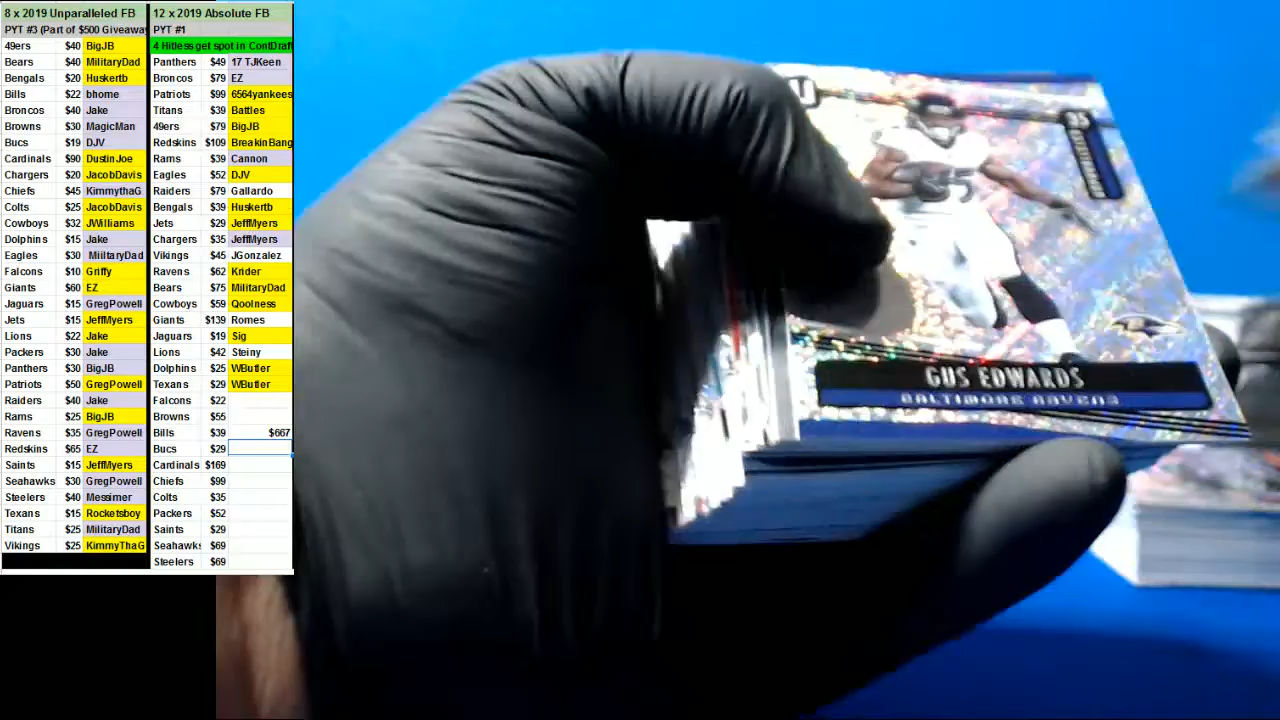 8 x 2019 Unparalleled FB
PYT #3 (Part of $500 Giveaway
49ers $40 BigJB
Bears $40 MilitaryDad
Bengals $20 Huskertb
Bills $22 bhome
Broncos $40 Jake
Browns $30 MagicMan
Bucs $19 DJV
Cardinals $90 DustinJoe
Chargers $20 JacobDavis
Chiefs $45 KimmythaG
Colts $25 JacobDavis
Cowboys $32 JWilliams
Dolphins $15 Jake
Eagles $30 MiiltaryDad
Falcons $10 Griffy
Giants $60 EZ
Jaguars $15 GregPowell
Jets $15 JeffMyers
Lions $22 Jake
Packers $30 Jake
Panthers $30 BigJB
Patriots $50 GregPowell
Raiders $40 Jake
Rams $25 BigJB
Ravens $35 GregPowell
Redskins $65 EZ
Saints $15 JeffMyers
Seahawks $30 GregPowell
Steelers $40 Messimer
Texans $15 Rocketsboy
Titans $25 MilitaryDad
Vikings $25 KimmyThaG
12 x 2019 Absolute FB
PYT #1
4 Hitless get spot in ContDraft
Panthers $49 17 TJKeen
Broncos $79 EZ
Patriots $99 6564yankees
Titans $39 Battles
49ers $79 BigJB
Redskins $109 BreakinBang
Rams $39 Cannon
Eagles $52 DJV
Raiders $79 Gallardo
Bengals $39 Huskertb
Jets $29 JeffMyers
Chargers $35 JeffMyers
Vikings $45 JGonzalez
Ravens $62 Krider
Bears $75 MilitaryDad
Cowboys $59 Qoolness
Giants $139 Romes
Jaguars $19 Sig
Lions $42 Steiny
Dolphins $25 WButler
Texans $29 WButler
Falcons $22
Browns $55
Bills $39 $667
Bucs $29
Cardinals $169
Chiefs $99
Colts $35
Packers $52
Saints $29
Seahawks $69
Steelers $69
35
GUS EDWARDS
BALTIMORE RAVENS